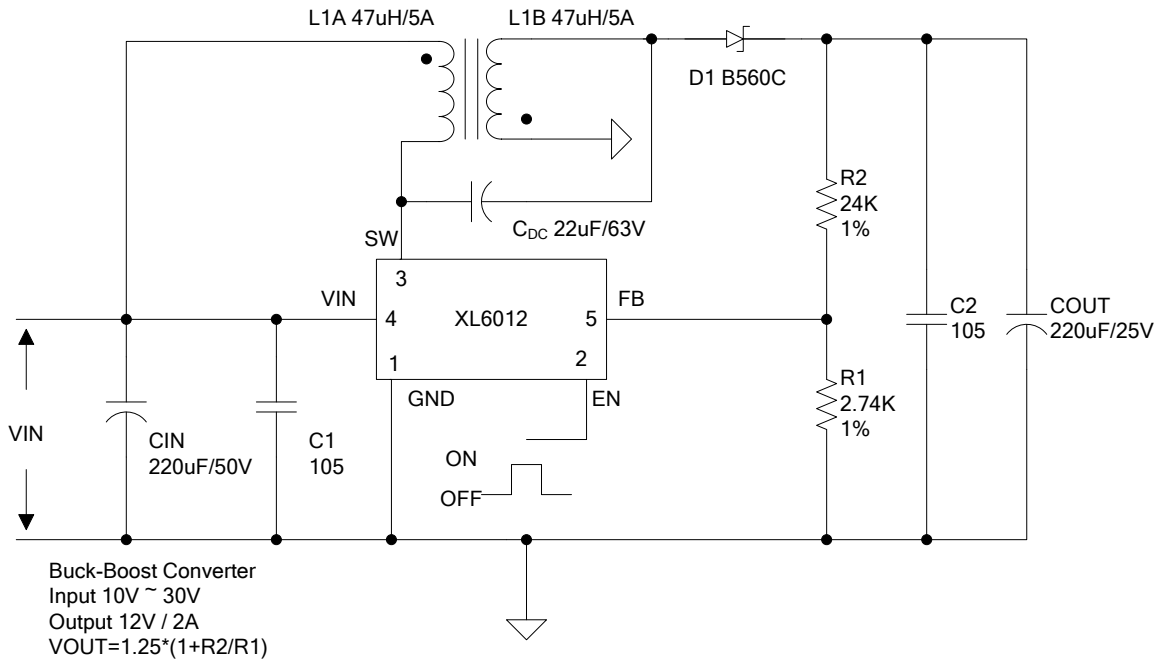 L1A 47uH/5A
L1B 47uH/5A
D1 B560C
R2
24K
1%
CDC 22uF/63V
SW
3
VIN
FB
4
XL6012
5
1
2
GND
EN
C2
105
COUT
220uF/25V
R1
2.74K
1%
VIN
CIN
220uF/50V
C1
105
ON
OFF
Buck-Boost Converter
Input 10V ~ 30V
Output 12V / 2A
VOUT=1.25*(1+R2/R1)